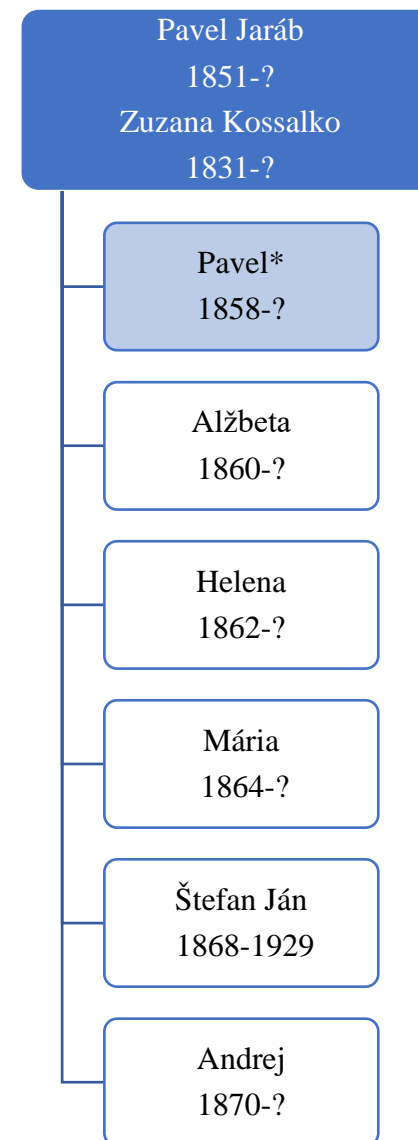 Pavel Jaráb
1851-?
Zuzana Kossalko
1831-?
Pavel*
1858-?
Alžbeta
1860-?
Helena
1862-?
Mária
1864-?
Štefan Ján
1868-1929
Andrej
1870-?